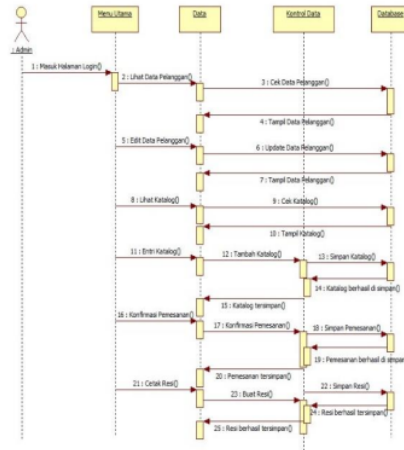 Menu Utama
Data
Kontrol Data
Database
: Admin
1 : Masuk Halaman Login()
2 : Lihat Data Pelanggan()
3 : Cek Data Pelanggan()
4 : Tampil Data Pelanggan()
5 : Edit Data Pelanggan()
6 : Update Data Pelanggan()
7 : Tampil Data Pelanggan()
8 : Lihat Katalog()
9 : Cek Katalog()
10 : Tampil Katalog()
11 : Entri Katalog()
12 : Tambah Katalog()
13 : Simpan Katalog()
14 : Katalog berhasil di simpan()
15 : Katalog tersimpan()
16 : Konfirmasi Pemesanan()
17 : Konfirmasi Pemesanan()
18 : Simpan Pemesanan()
19 : Pemesanan berhasil di simpan()
20 : Pemesanan tersimpan()
21 : Cetak Resi()
22 : Simpan Resi()
23 : Buat Resi()
24 : Resi berhasil tersimpan()
25 : Resi berhasil tersimpan()